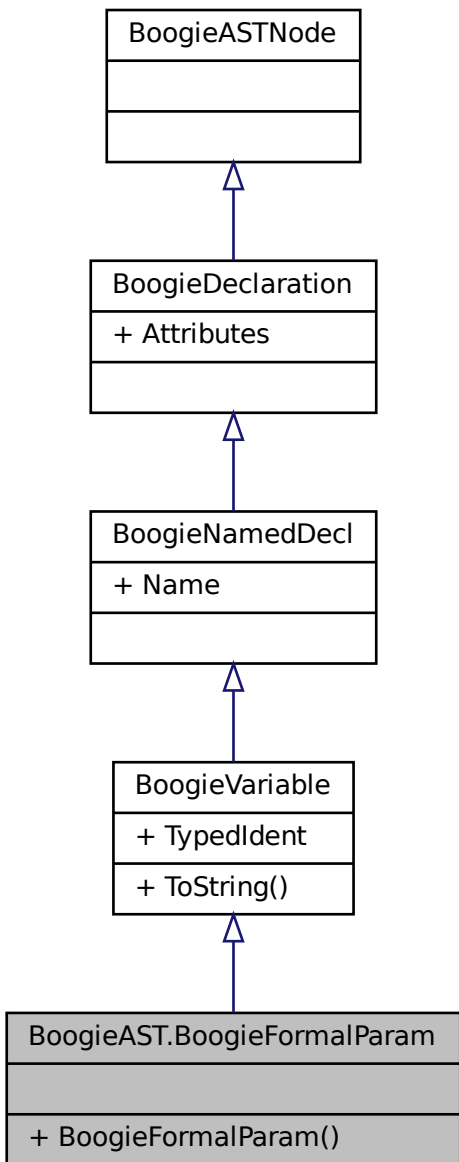 BoogieASTNode
BoogieDeclaration
+ Attributes
BoogieNamedDecl
+ Name
BoogieVariable
+ TypedIdent
+ ToString()
BoogieAST.BoogieFormalParam
+ BoogieFormalParam()